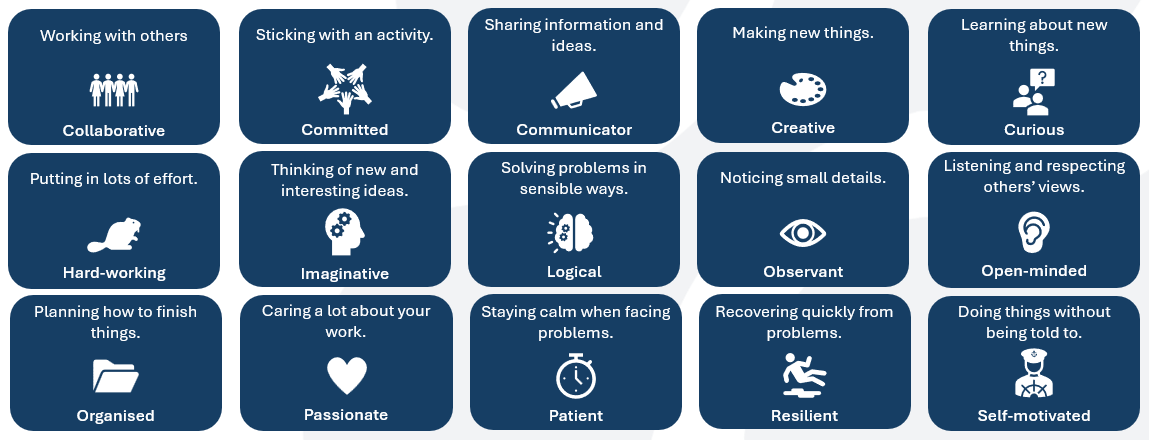 Working with others
Collaborative
Sticking with an activity.
Committed
Sharing information and
ideas.
Communicator
Making new things.
Creative
Learning about new
things.
?
Curious
Putting in lots of effort.
Hard-working
Thinking of new and
interesting ideas.
Imaginative
Solving problems in
sensible ways.
Logical
Noticing small details.
Observant
Listening and respecting
others’ views.
Open-minded
Planning how to finish
things.
Organised
Caring a lot about your
work.
Passionate
Staying calm when facing
problems.
Patient
Recovering quickly from
problems.
Resilient
Doing things without
being told to.
Self-motivated